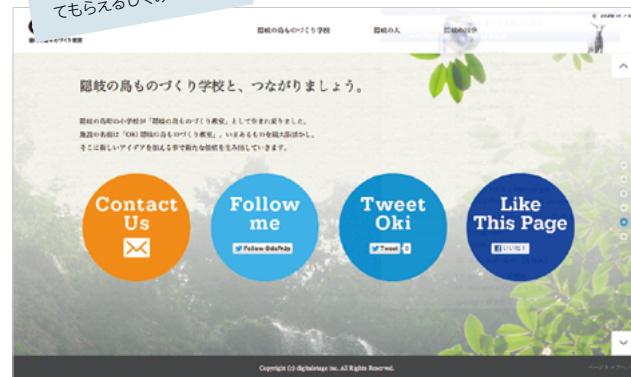 てもらえるしくみ
隠岐の島ものづくり学校
隠岐の人
隠岐の島ものづくり学校と、つながりましょう。
隠岐の島町の小学校が「隠岐の島ものづくり教室」として生まれ変りました。
施設の名前は「OKI 隠岐の島ものづくり教室」。いまあるものを最大限活かし、
そこに新しいアイデアを加える事で新たな価値を生み出していきます。
Contact
Us
Follow
me
Tweet
Oki
Like
This Page
Tweet
0
いいね！
Copyright (c) digitalstage inc. All Rights Reserved.